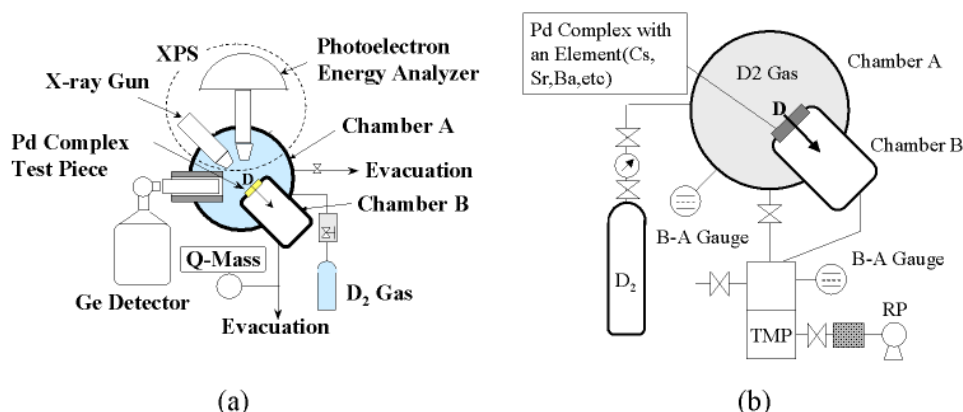 XPS
Photoelectron
Energy Analyzer
X-ray Gun
Pd Complex
Test Piece
Chamber A
D
Evacuation
Chamber B
Q-Mass
Ge Detector
D₂ Gas
Evacuation
(a)
Pd Complex with
an Element(Cs,
Sr,Ba,etc)
D2 Gas
Chamber A
D
Chamber B
B-A Gauge
B-A Gauge
D₂
RP
TMP
(b)